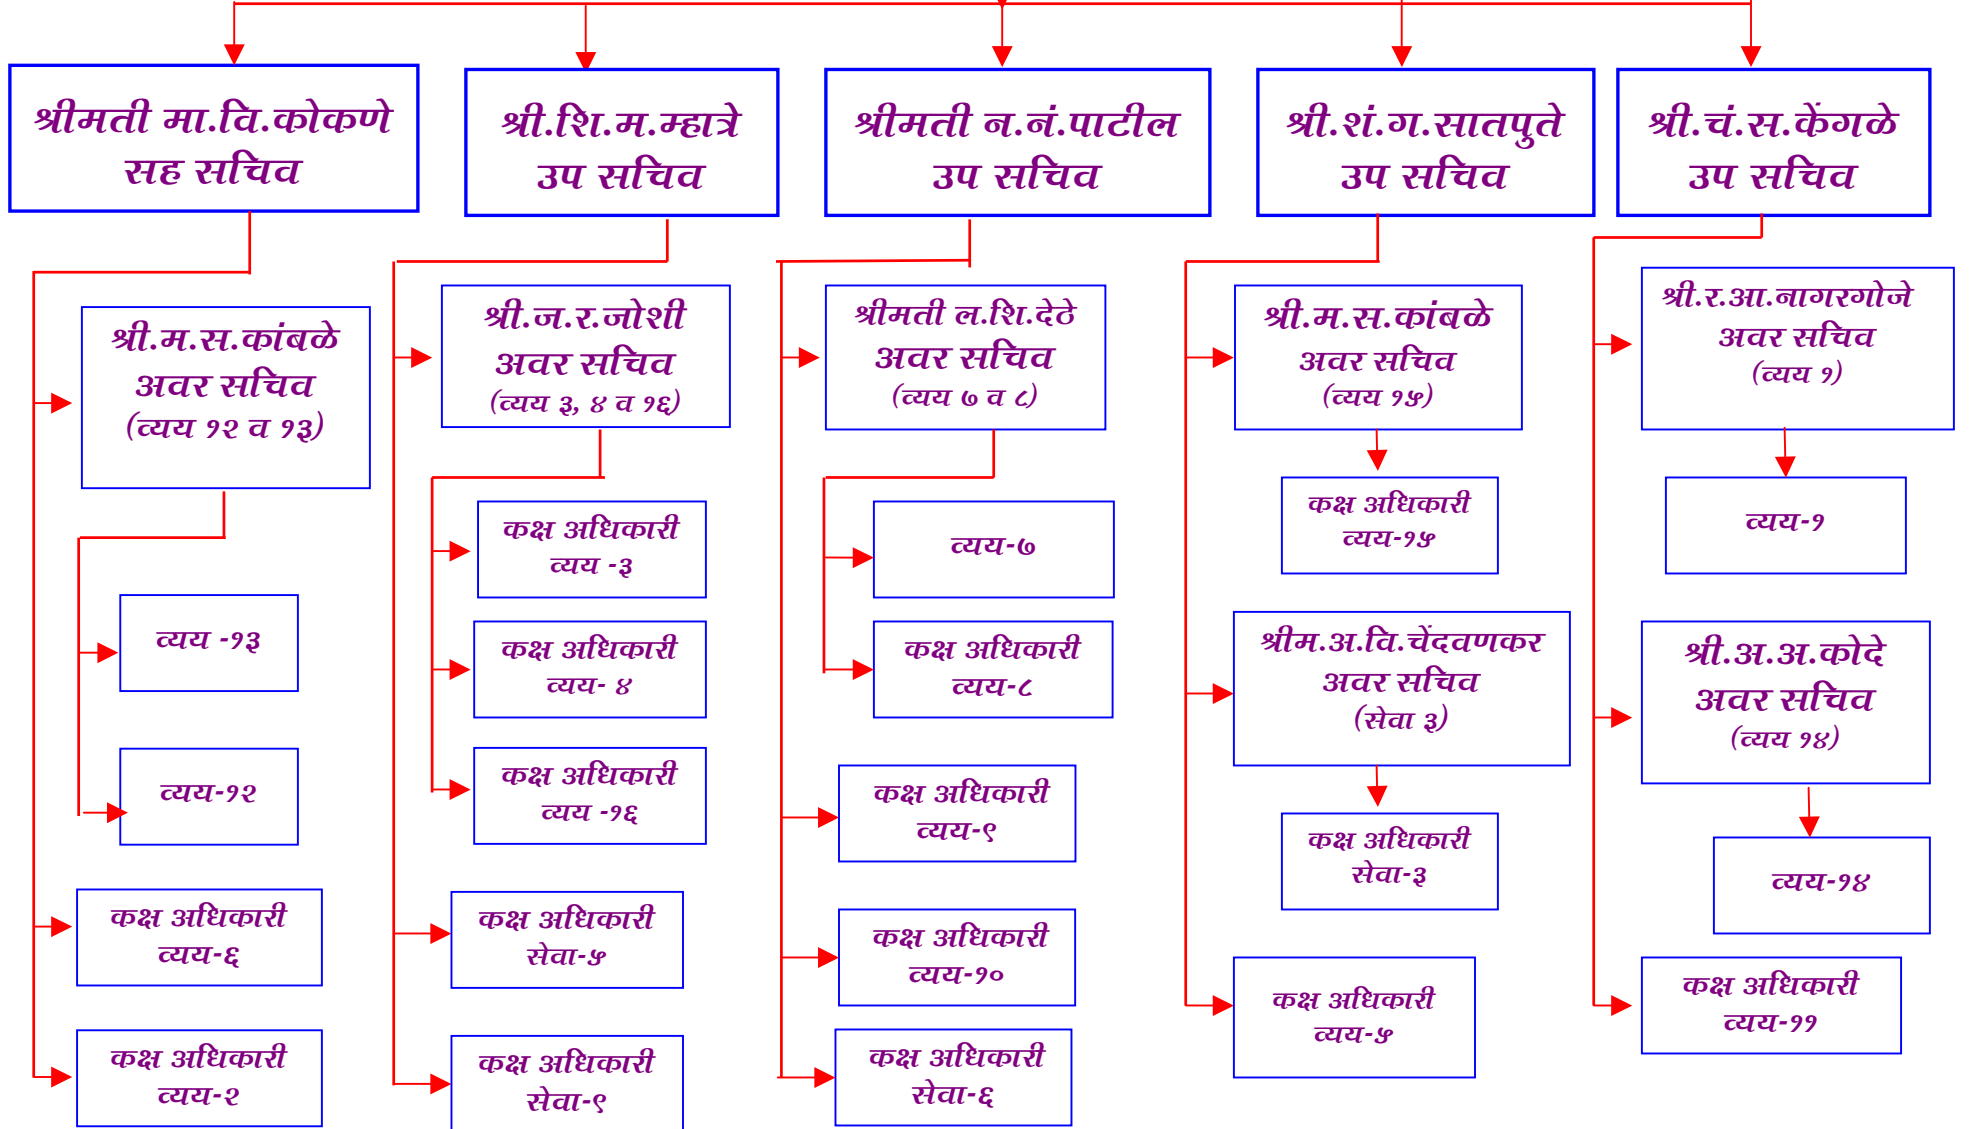 श्रीमती मा.वि.कोकणे
सह सचिव
श्री.शि.म.म्हात्रे
उप सचिव
श्रीमती न.नं.पाटील
उप सचिव
श्री.शं.ग.सातपुते
उप सचिव
श्री.चं.स.केंगळे
उप सचिव
श्री.म.स.कांबळे
अवर सचिव
(व्यय १२ व १३)
व्यय -१३
व्यय-१२
कक्ष अधिकारी
व्यय-६
कक्ष अधिकारी
व्यय-२
श्री.ज.र.जोशी
अवर सचिव
(व्यय ३, ४ व १६)
कक्ष अधिकारी
व्यय -३
कक्ष अधिकारी
व्यय- ४
कक्ष अधिकारी
व्यय -१६
कक्ष अधिकारी
सेवा-५
कक्ष अधिकारी
सेवा-९
श्रीमती ल.शि.देठे
अवर सचिव
(व्यय ७ व ८)
व्यय-७
कक्ष अधिकारी
व्यय-८
कक्ष अधिकारी
व्यय-९
कक्ष अधिकारी
व्यय-१०
कक्ष अधिकारी
सेवा-६
श्री.म.स.कांबळे
अवर सचिव
(व्यय १५)
कक्ष अधिकारी
व्यय-१५
श्रीम.अ.वि.चेंदवणकर
अवर सचिव
(सेवा ३)
कक्ष अधिकारी
सेवा-३
कक्ष अधिकारी
व्यय-५
श्री.र.आ.नागरगोजे
अवर सचिव
(व्यय १)
व्यय-१
श्री.अ.अ.कोदे
अवर सचिव
(व्यय १४)
व्यय-१४
कक्ष अधिकारी
व्यय-११